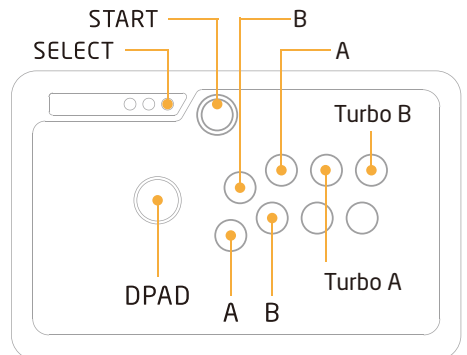 START
B
SELECT
A
Turbo B
DPAD
A
B
Turbo A